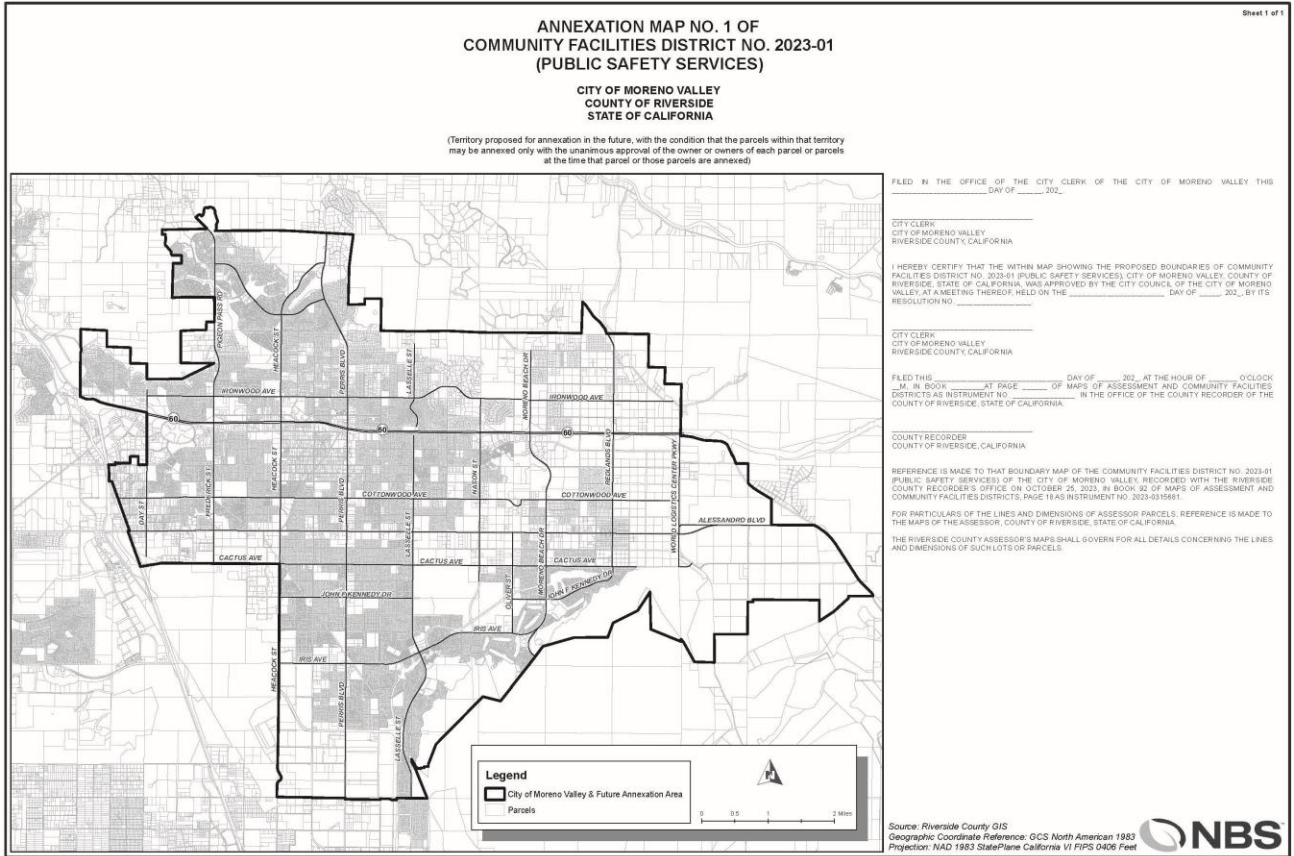 Sheet 1 of 1
ANNEXATION MAP NO. 1 OF
COMMUNITY FACILITIES DISTRICT NO. 2023-01
(PUBLIC SAFETY SERVICES)
CITY OF MORENO VALLEY
COUNTY OF RIVERSIDE
STATE OF CALIFORNIA
(Territory proposed for annexation in the future, with the condition that the parcels within that territory
may be annexed only with the unanimous approval of the owner or owners of each parcel or parcels
at the time that parcel or those parcels are annexed)
PIGEON PASS RD
HEACOCK ST
PERRIS BLVD
LASSELLE ST
MORENO BEACH DR
IRONWOOD AVE
IRONWOOD AVE
60
60
60
REDLANDS BLVD
WORLD LOGISTICS CENTER PKWY
DAY ST
FREDERICK ST
HEACOCK ST
PERRIS BLVD
NASON ST
COTTONWOOD AVE
COTTONWOOD AVE
LASSELLE ST
ALESSANDRO BLVD
CACTUS AVE
CACTUS AVE
CACTUS AVE
MORENO BEACH DR
OLIVER ST
JOHN F KENNEDY DR
JOHN F KENNEDY DR
IRIS AVE
IRIS AVE
HEACOCK ST
PERRIS BLVD
LASSELLE ST
Legend
City of Moreno Valley & Future Annexation Area
Parcels
N
0 0.5 1 2 Miles
FILED IN THE OFFICE OF THE CITY CLERK OF THE CITY OF MORENO VALLEY THIS
____________________ DAY OF ______, 202_.
CITY CLERK
CITY OF MORENO VALLEY
RIVERSIDE COUNTY, CALIFORNIA
I HEREBY CERTIFY THAT THE WITHIN MAP SHOWING THE PROPOSED BOUNDARIES OF COMMUNITY
FACILITIES DISTRICT NO. 2023-01 (PUBLIC SAFETY SERVICES), CITY OF MORENO VALLEY, COUNTY OF
RIVERSIDE, STATE OF CALIFORNIA, WAS APPROVED BY THE CITY COUNCIL OF THE CITY OF MORENO
VALLEY, AT A MEETING THEREOF, HELD ON THE ____________________ DAY OF _____, 202_, BY ITS
RESOLUTION NO. ________________.
CITY CLERK
CITY OF MORENO VALLEY
RIVERSIDE COUNTY, CALIFORNIA
FILED THIS ____________________ DAY OF _____, 202_, AT THE HOUR OF _______ O'CLOCK
__M, IN BOOK _______AT PAGE _____ OF MAPS OF ASSESSMENT AND COMMUNITY FACILITIES
DISTRICTS AS INSTRUMENT NO. _____________ IN THE OFFICE OF THE COUNTY RECORDER OF THE
COUNTY OF RIVERSIDE, STATE OF CALIFORNIA.
COUNTY RECORDER
COUNTY OF RIVERSIDE, CALIFORNIA
REFERENCE IS MADE TO THAT BOUNDARY MAP OF THE COMMUNITY FACILITIES DISTRICT NO. 2023-01
(PUBLIC SAFETY SERVICES) OF THE CITY OF MORENO VALLEY, RECORDED WITH THE RIVERSIDE
COUNTY RECORDER'S OFFICE ON OCTOBER 25, 2023, IN BOOK 92 OF MAPS OF ASSESSMENT AND
COMMUNITY FACILITIES DISTRICTS, PAGE 18 AS INSTRUMENT NO. 2023-0315681.
FOR PARTICULARS OF THE LINES AND DIMENSIONS OF ASSESSOR PARCELS, REFERENCE IS MADE TO
THE MAPS OF THE ASSESSOR, COUNTY OF RIVERSIDE, STATE OF CALIFORNIA.
THE RIVERSIDE COUNTY ASSESSOR'S MAPS SHALL GOVERN FOR ALL DETAILS CONCERNING THE LINES
AND DIMENSIONS OF SUCH LOTS OR PARCELS.
Source: Riverside County GIS
Geographic Coordinate Reference: GCS North American 1983
Projection: NAD 1983 StatePlane California VI FIPS 0406 Feet
NBS